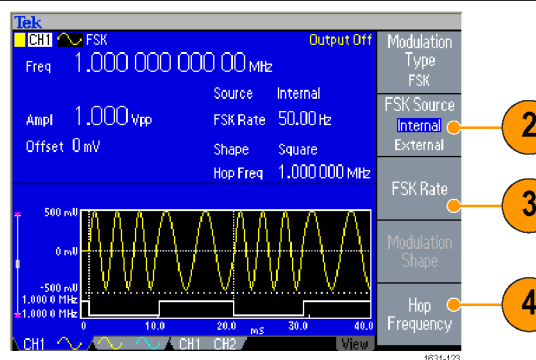 Tek
CH1 FSK Output Off
Freq 1.000 000 000 00 MHz
Source Internal
Ampl 1.000 Vpp FSK Rate 50.00 Hz
Offset 0 mV Shape Square
Hop Freq 1.000 000 MHz
500 mU
0 mU
-500 mU
1.000 0 MHz
1.000 0 MHz
0 10.0 20.0 30.0 40.0
mS
CH1 CH1 CH2 View
Modulation
Type
FSK
FSK Source
Internal
External
2
FSK Rate
3
Modulation
Shape
Hop
Frequency
4
1631-123